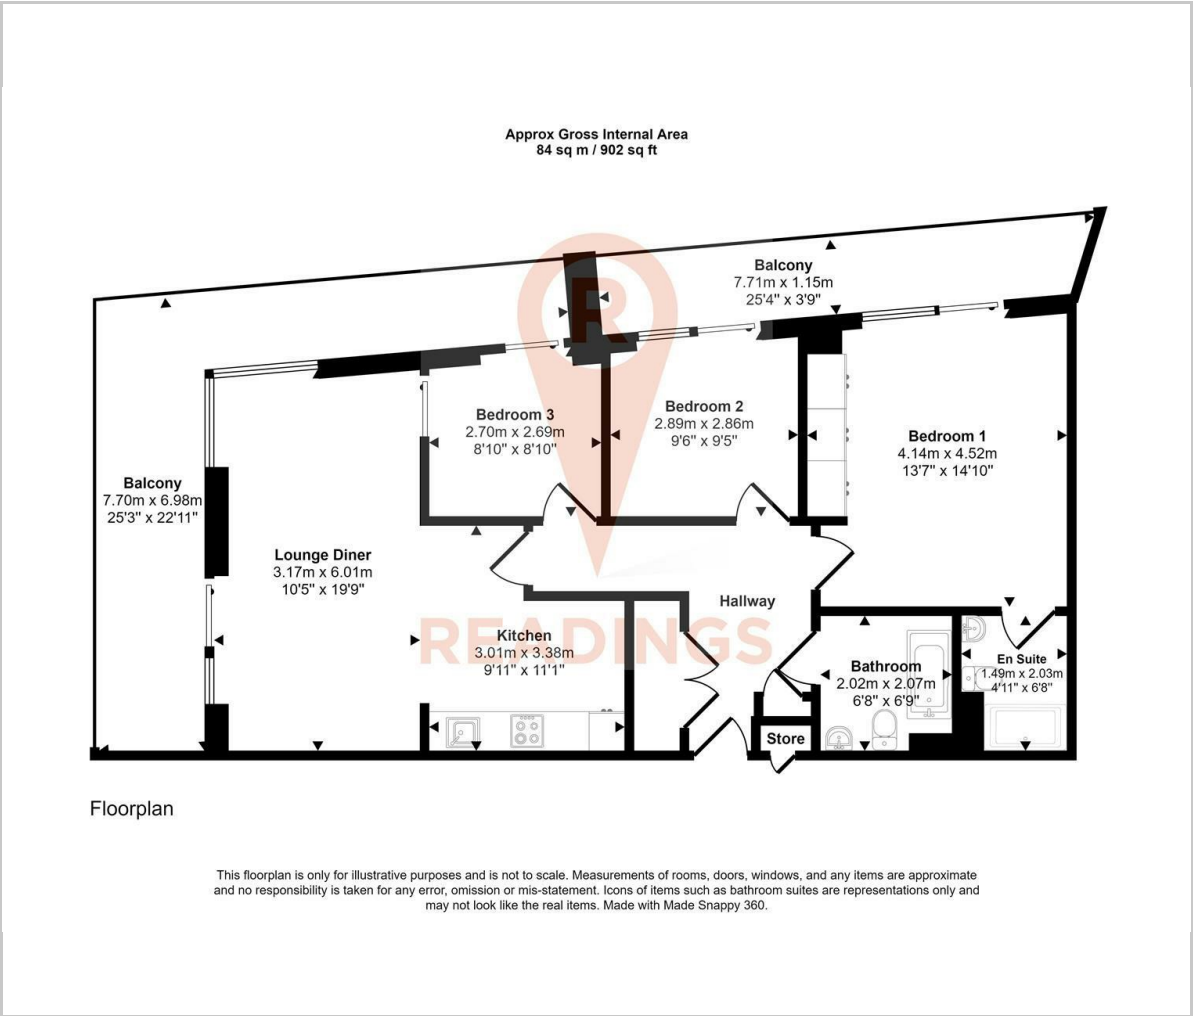 Approx Gross Internal Area
84 sq m / 902 sq ft
Balcony
7.71m x 1.15m
25'4" x 3'9"
R
Bedroom 3
2.70m x 2.69m
8'10" x 8'10"
Bedroom 2
2.89m x 2.86m
9'6" x 9'5"
Bedroom 1
4.14m x 4.52m
13'7" x 14'10"
Balcony
7.70m x 6.98m
25'3" x 22'11"
Lounge Diner
3.17m x 6.01m
10'5" x 19'9"
Hallway
READINGS
Kitchen
3.01m x 3.38m
9'11" x 11'1"
Bathroom
2.02m x 2.07m
6'8" x 6'9"
En Suite
1.49m x 2.03m
4'11" x 6'8"
Store
Floorplan
This floorplan is only for illustrative purposes and is not to scale. Measurements of rooms, doors, windows, and any items are approximate
and no responsibility is taken for any error, omission or mis-statement. Icons of items such as bathroom suites are representations only and
may not look like the real items. Made with Made Snappy 360.